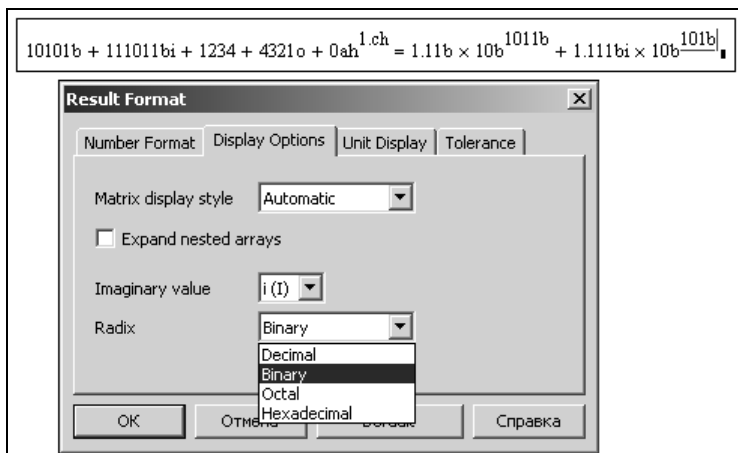 10101b + 111011bi + 1234 + 4321o + 0ah^1.ch = 1.11b × 10b^1011b + 1.111bi × 10b^101b
Result Format
Number Format Display Options Unit Display Tolerance
Matrix display style Automatic
Expand nested arrays
Imaginary value i (I)
Radix Binary
Decimal
Binary
Octal
Hexadecimal
OK Справка